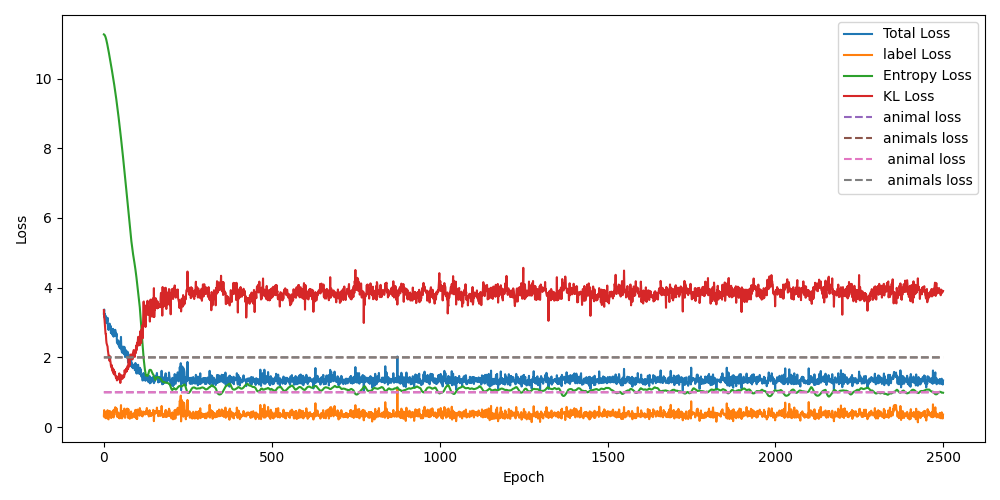 Total Loss
label Loss
Entropy Loss
KL Loss
animal loss
animals loss
animal loss
animals loss
10
8
6
4
2
0
Loss
0 500 1000 1500 2000 2500
Epoch